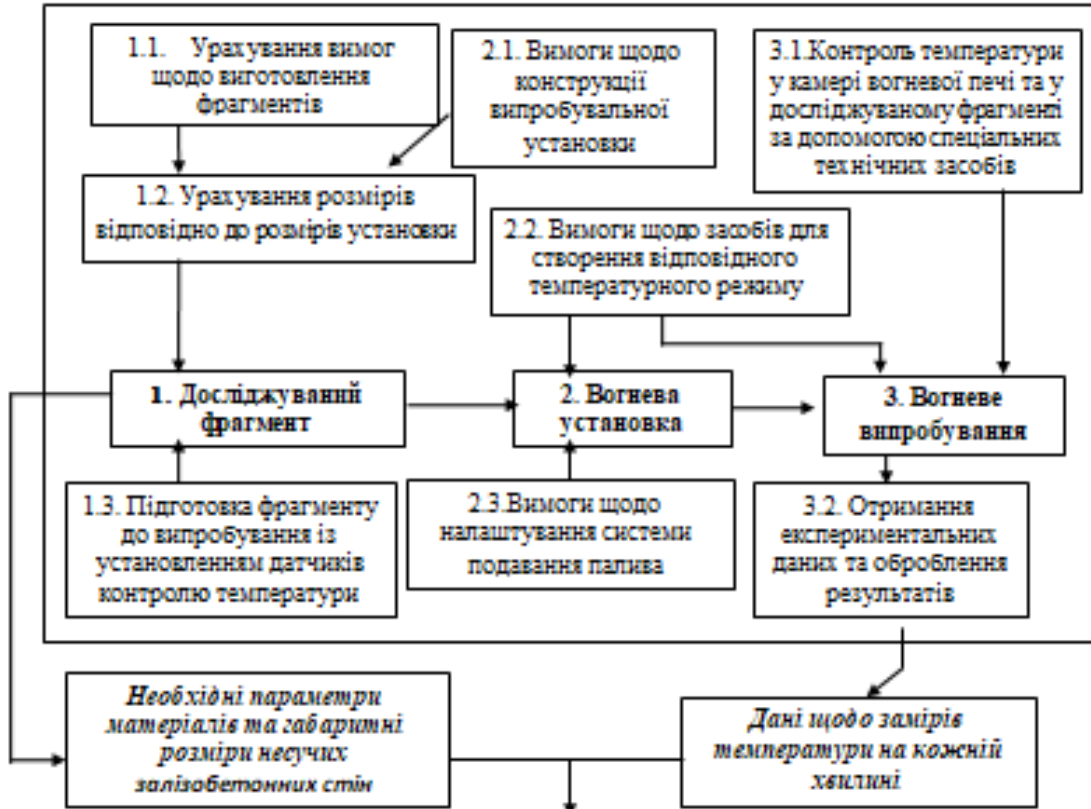 1.1. Урахування вимог
щодо виготовлення
фрагментів
2.1. Вимоги щодо
конструкції
випробувальної
установки
3.1.Контроль температури
у камері вогневої печі та у
досліджуваному фрагменті
за допомогою спеціальних
технічних засобів
1.2. Урахування розмірів
відповідно до розмірів установки
2.2. Вимоги щодо засобів для
створення відповідного
температурного режиму
1. Досліджуваний
фрагмент
2. Вогнева
установка
3. Вогневе
випробування
1.3. Підготовка фрагменту
до випробування із
установленням датчиків
контролю температури
2.3.Вимоги щодо
налаштування системи
подавання палива
3.2. Отримання
експериментальних
даних та оброблення
результатів
Необхідні параметри
матеріалів та габаритні
розміри несучих
залізобетонних стін
Дані щодо замірів
температури на кожній
хвилині